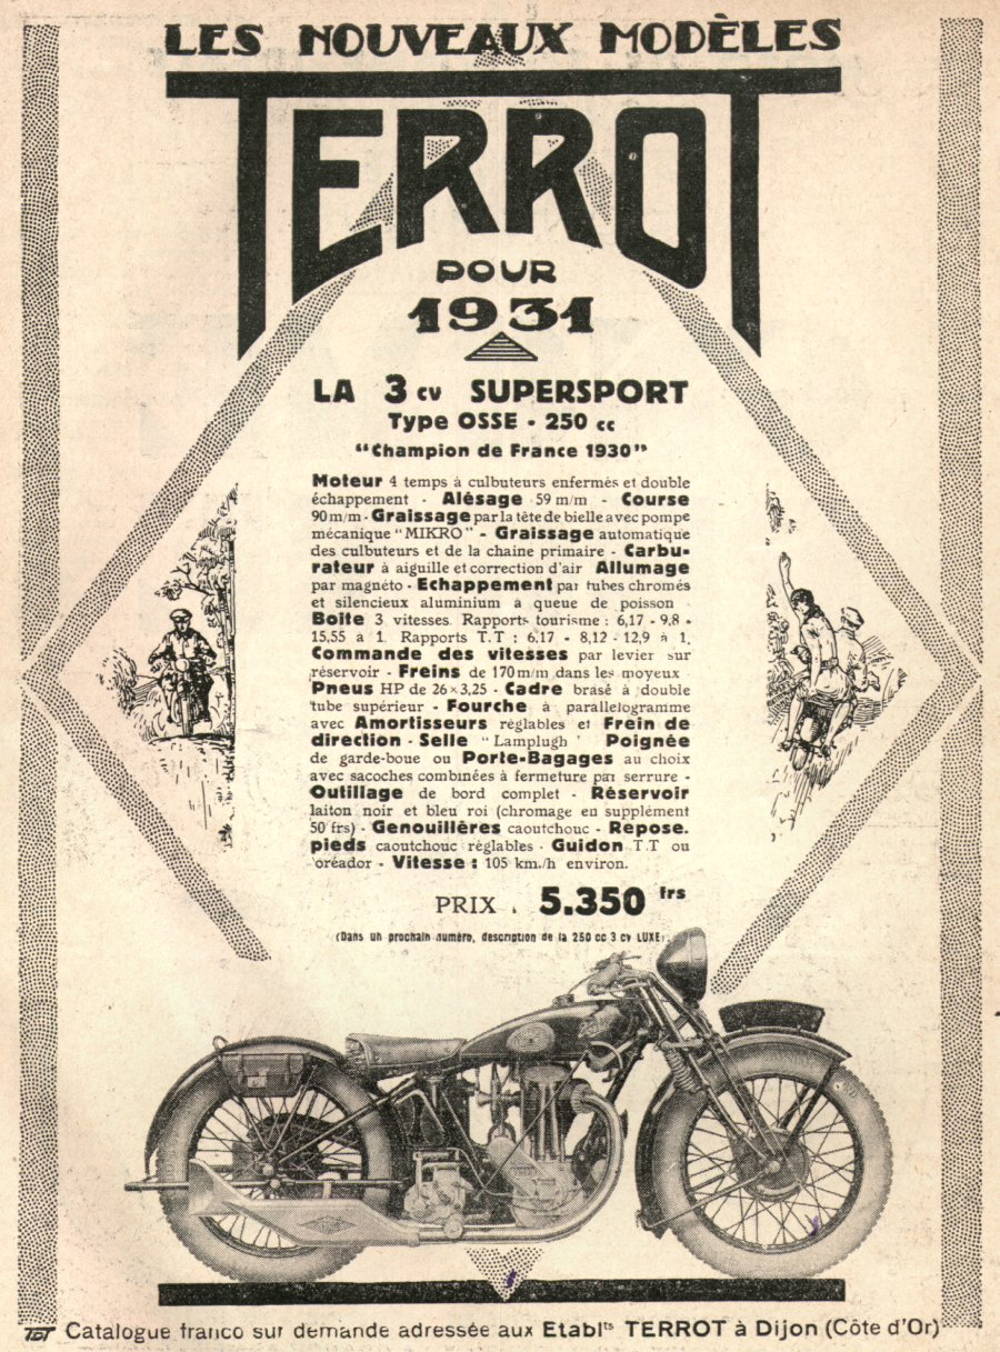 LES NOUVEAUX MODÈLES
TERROT
POUR
1931
LA 3 cv SUPERSPORT
Type OSSE - 250 cc
"Champion de France 1930"
Moteur 4 temps à culbuteurs enfermés et double
échappement - Alésage 59 m/m - Course
90 m/m - Graissage par la tête de bielle avec pompe
mécanique "MIKRO" - Graissage automatique
des culbuteurs et de la chaine primaire - Carbu-
rateur à aiguille et correction d'air Allumage
par magnéto - Echappement par tubes chromés
et silencieux aluminium à queue de poisson -
Boite 3 vitesses. Rapports tourisme : 6,17 - 9,8 -
15,55 à 1. Rapports T.T : 6.17 - 8,12 - 12,9 à 1.
Commande des vitesses par levier sur
réservoir - Freins de 170 m/m dans les moyeux -
Pneus HP de 26×3,25 - Cadre brasé à double
tube supérieur - Fourche à parallelogramme
avec Amortisseurs réglables et Frein de
direction - Selle "Lamplugh" Poignée
de garde-boue ou Porte-Bagages au choix
avec sacoches combinées à fermeture par serrure -
Outillage de bord complet - Réservoir
laiton noir et bleu roi (chromage en supplément
50 frs) - Genouillères caoutchouc - Repose.
pieds caoutchouc réglables - Guidon T.T ou
oréador - Vitesse : 105 km./h environ.
PRIX . 5.350 frs
(Dans un prochain numéro, description de la 250 cc 3 cv LUXE)
TDT Catalogue franco sur demande adressée aux Etablts TERROT à Dijon (Côte d'Or)